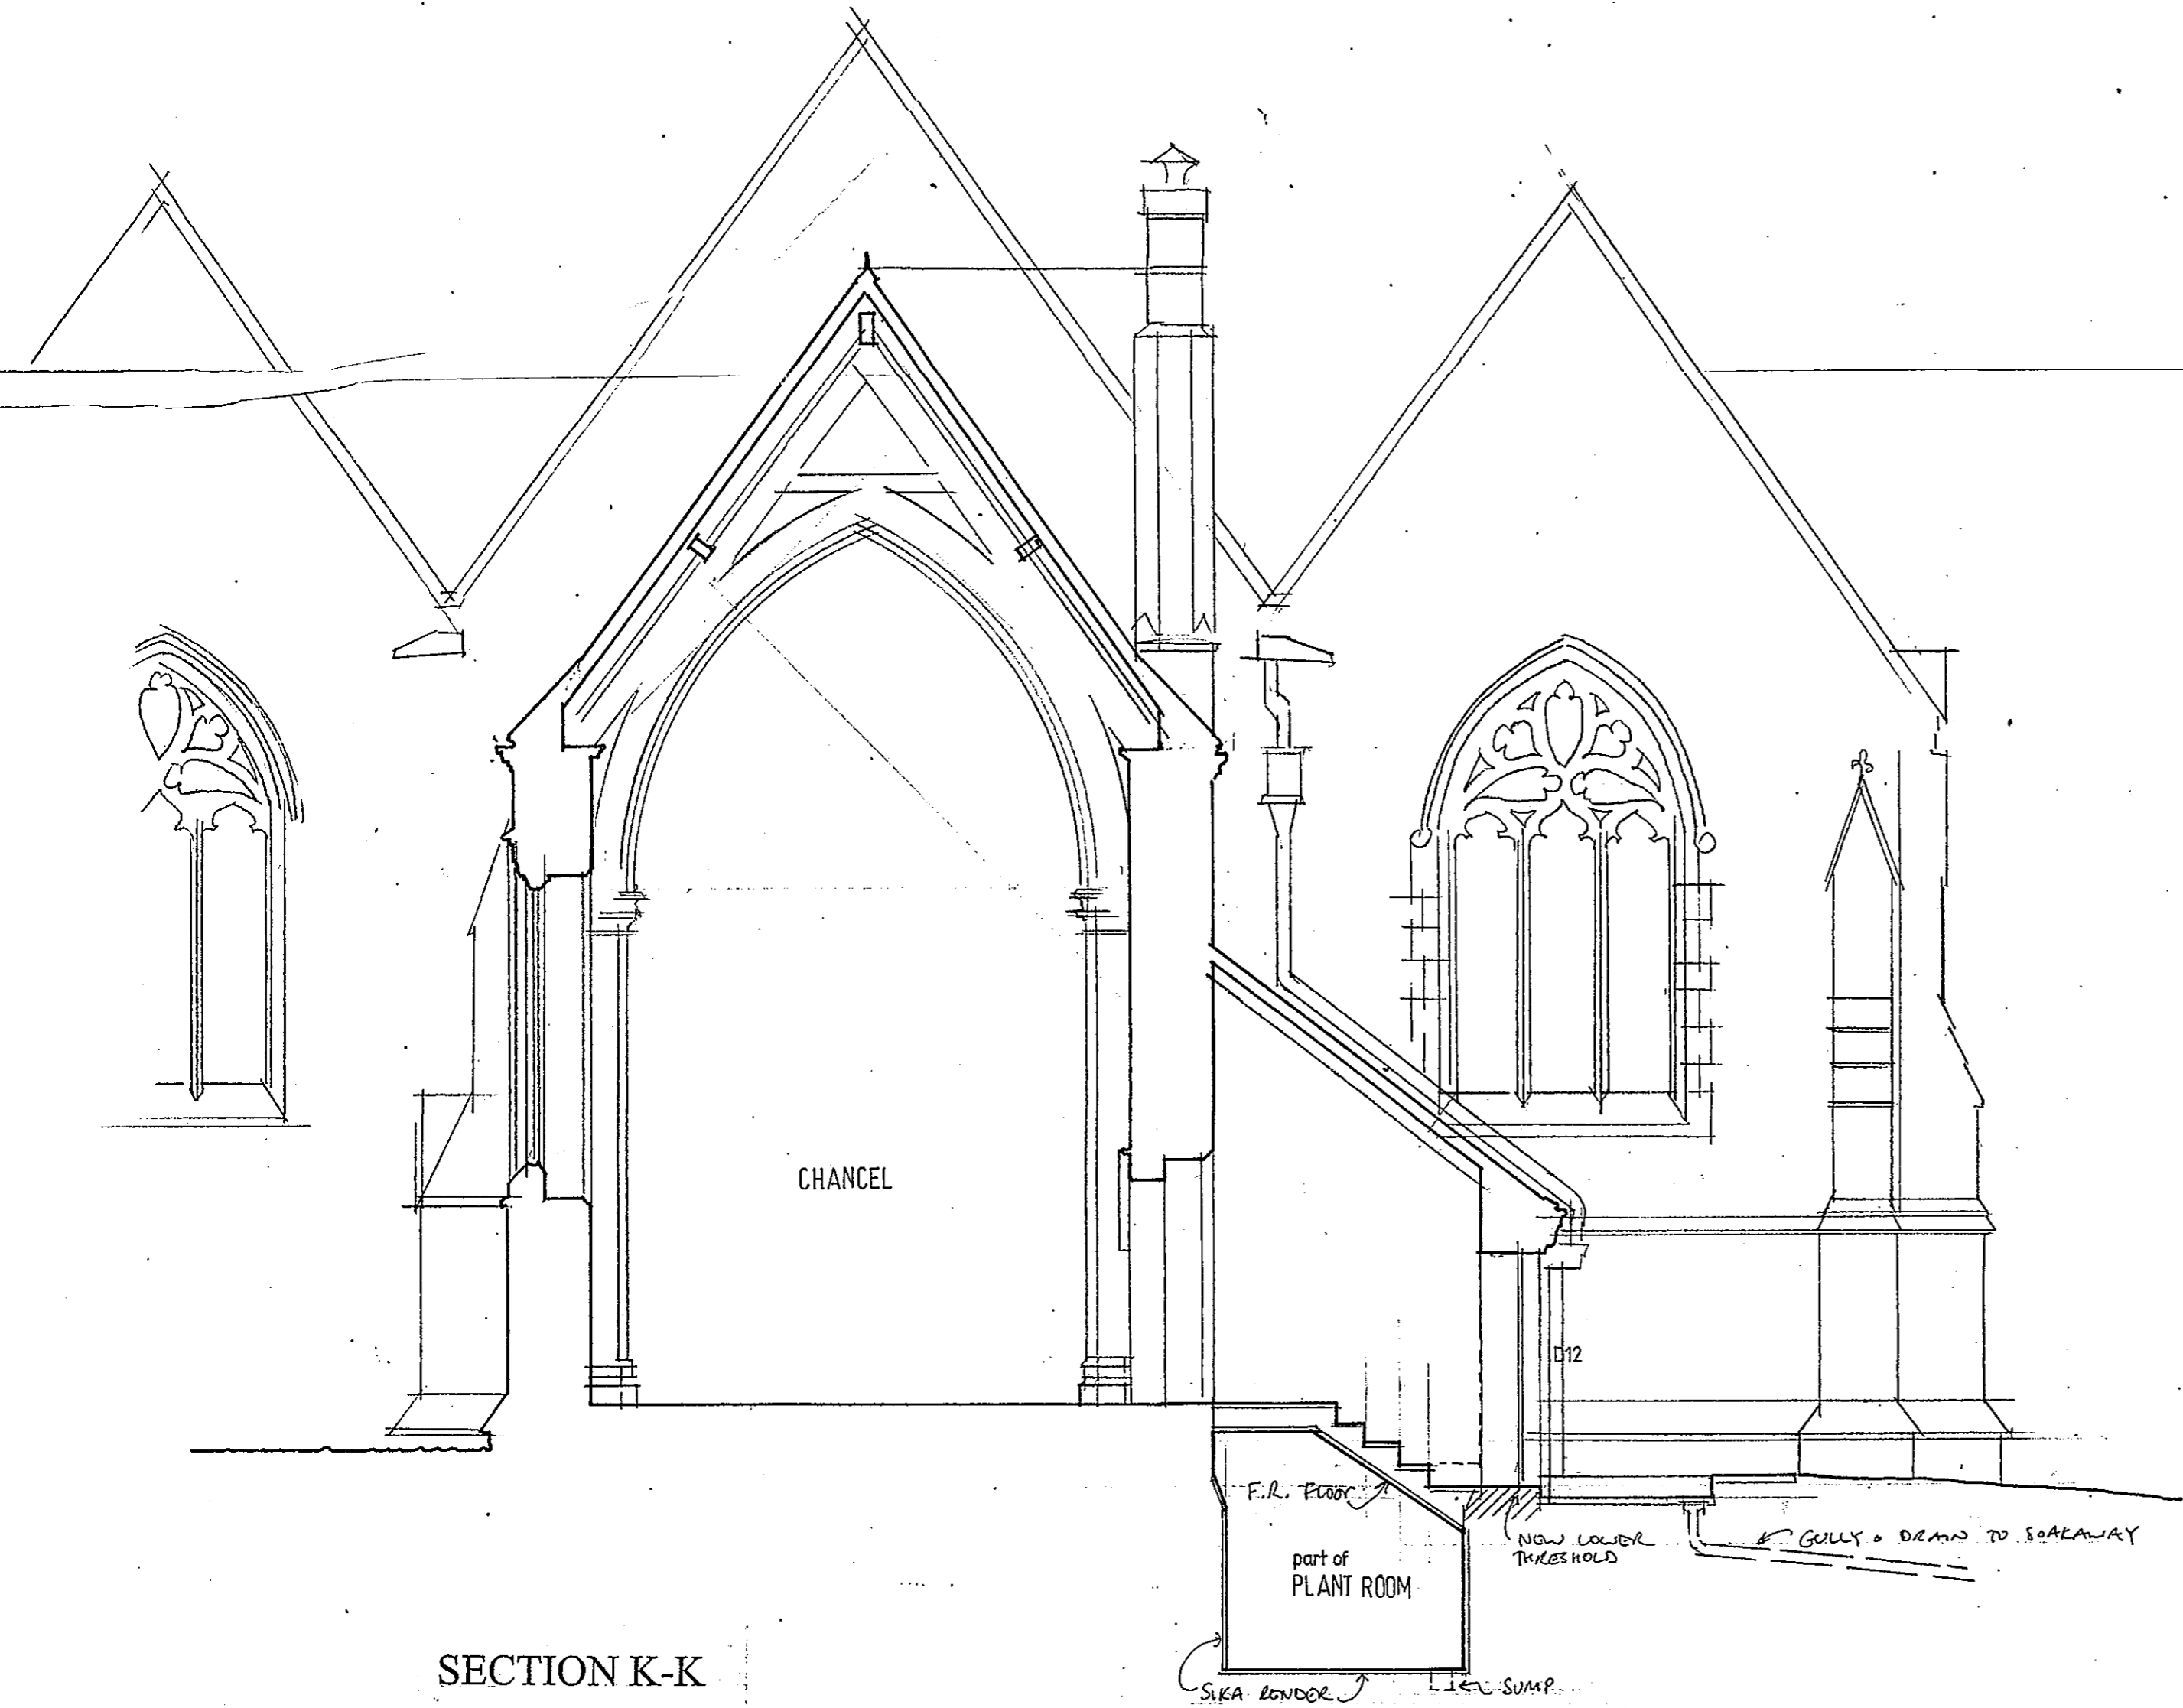 CHANCEL
D12
F.R. FLOOR
NEW LOWER
THRESHOLD
GULLY & DRAIN TO SOAKAWAY
part of
PLANT ROOM
SECTION K-K
SIKA RENDER
SUMP